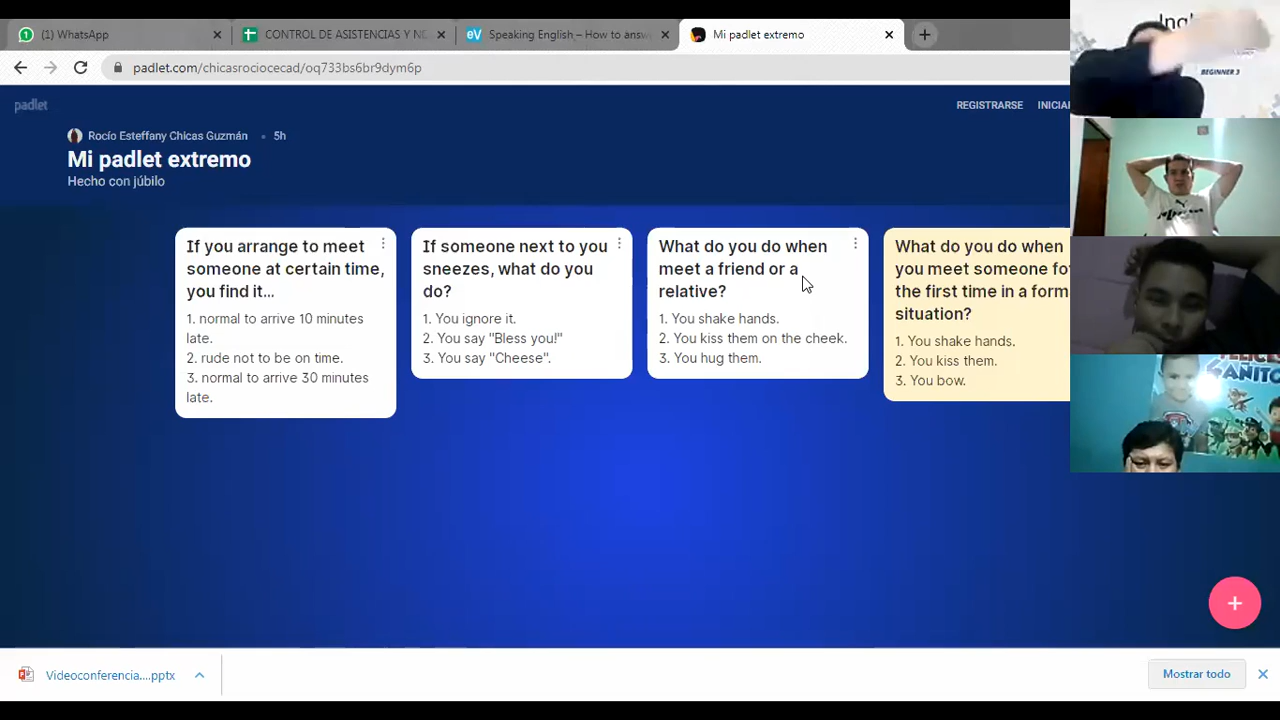 (1) WhatsApp
CONTROL DE ASISTENCIAS Y NO
Speaking English – How to answ
Mi padlet extremo
padlet.com/chicasrociocecad/oq733bs6br9dym6p
padlet
REGISTRARSE
INICIA
Rocío Esteffany Chicas Guzmán • 5h
Mi padlet extremo
Hecho con júbilo
If you arrange to meet
someone at certain time,
you find it...
1. normal to arrive 10 minutes
late.
2. rude not to be on time.
3. normal to arrive 30 minutes
late.
If someone next to you
sneezes, what do you
do?
1. You ignore it.
2. You say "Bless you!"
3. You say "Cheese".
What do you do when
meet a friend or a
relative?
1. You shake hands.
2. You kiss them on the cheek.
3. You hug them.
What do you do when
you meet someone fo
the first time in a form
situation?
1. You shake hands.
2. You kiss them.
3. You bow.
BEGINNER 3
Videoconferencia....pptx
Mostrar todo